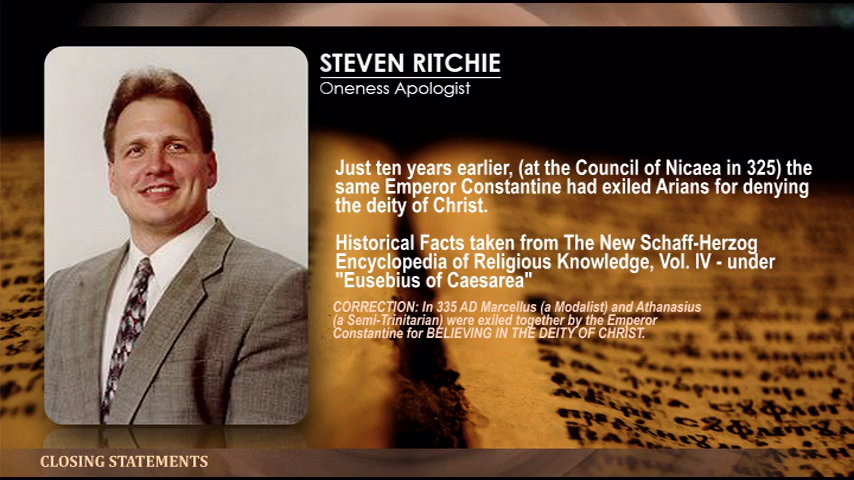 STEVEN RITCHIE
Oneness Apologist
Just ten years earlier, (at the Council of Nicaea in 325) the
same Emperor Constantine had exiled Arians for denying
the deity of Christ.
Historical Facts taken from The New Schaff-Herzog
Encyclopedia of Religious Knowledge, Vol. IV - under
"Eusebius of Caesarea"
CORRECTION: In 335 AD Marcellus (a Modalist) and Athanasius
(a Semi-Trinitarian) were exiled together by the Emperor
Constantine for BELIEVING IN THE DEITY OF CHRIST.
CLOSING STATEMENTS